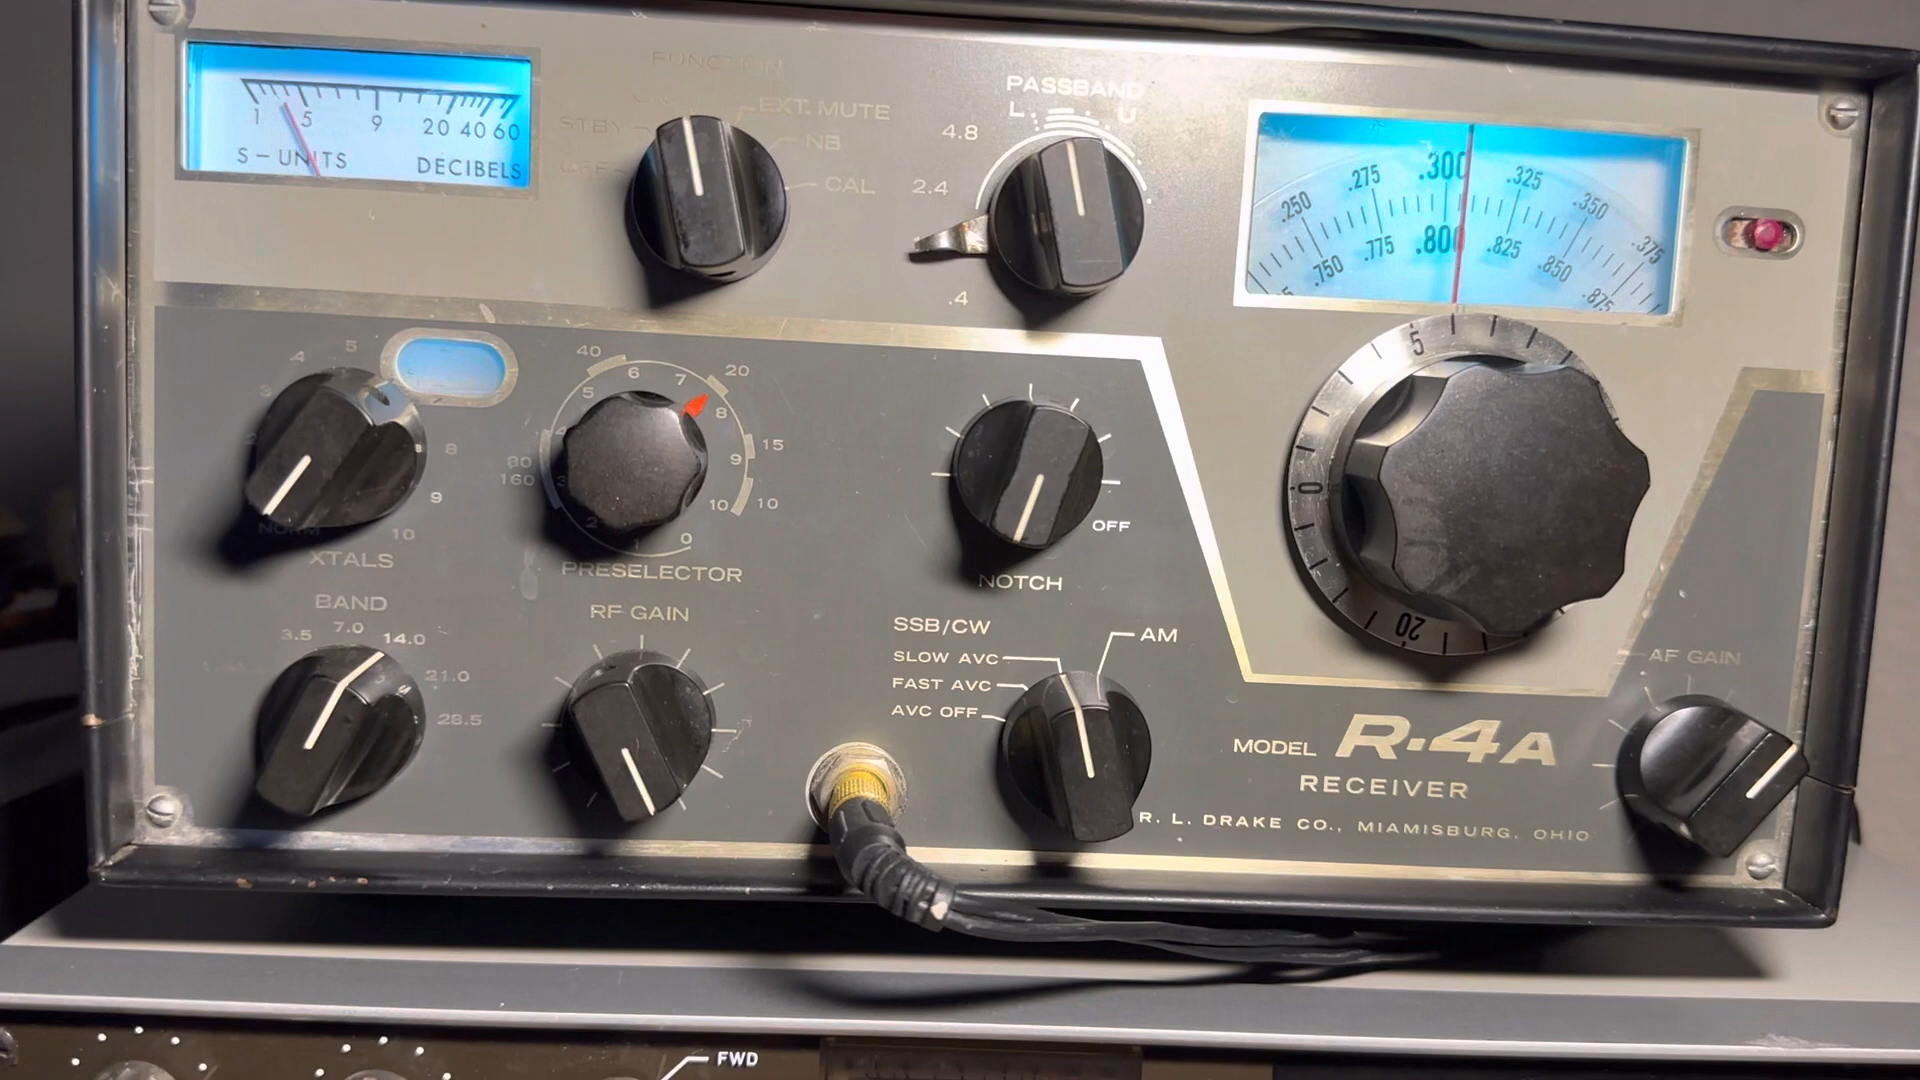 FUNCTION
STBY
EXT. MUTE
NB
CAL
1 5 9 20 40 60
S-UNITS DECIBELS
PASSBAND
L U
4.8
2.4
.4
.250 .275 .300 .325 .350 .375
.750 .775 .800 .825 .850 .875
5 0 20
3 4 5 8 9 10
NORM
XTALS
40 20 15 10
80
160
0 1 2 5 6 7 8 9 10
PRESELECTOR
OFF
NOTCH
BAND
3.5 7.0 14.0 21.0 28.5
RF GAIN
SSB/CW
SLOW AVC
FAST AVC
AVC OFF
AM
AF GAIN
MODEL R-4A
RECEIVER
R. L. DRAKE CO., MIAMISBURG, OHIO
FWD